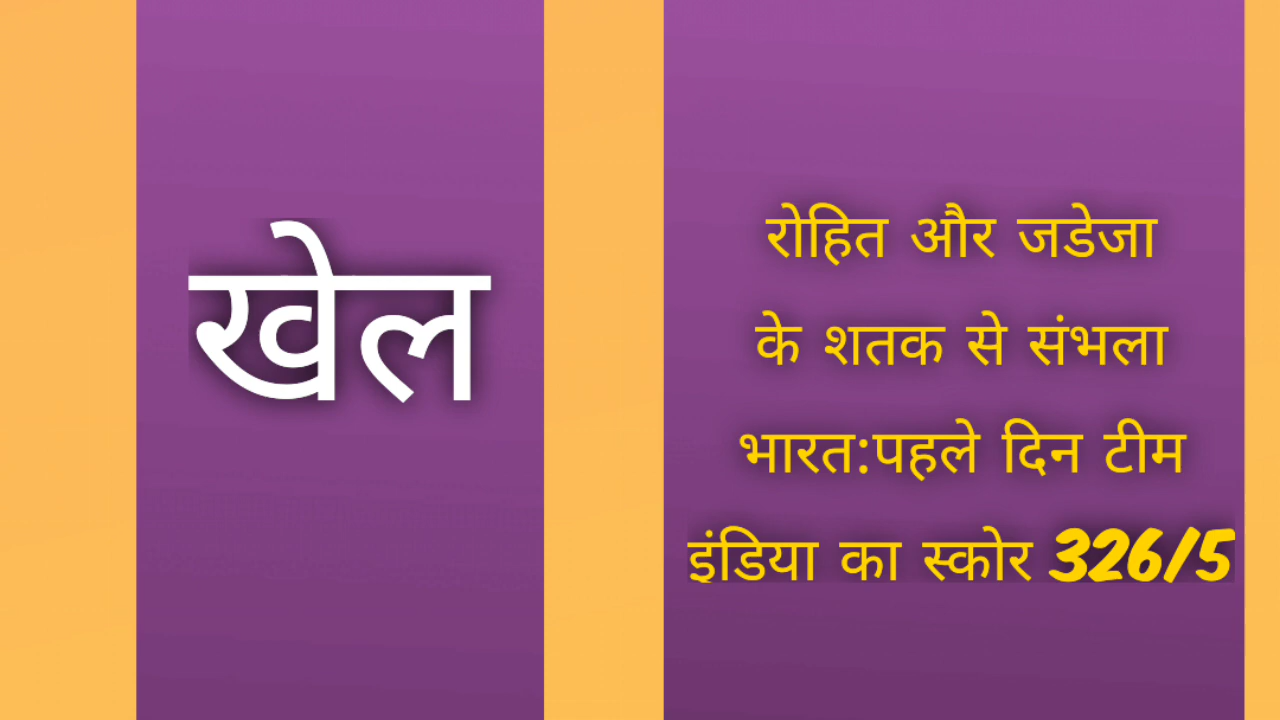 खेल
रोहित और जडेजा
के शतक से संभला
भारत:पहले दिन टीम
इंडिया का स्कोर 326/5